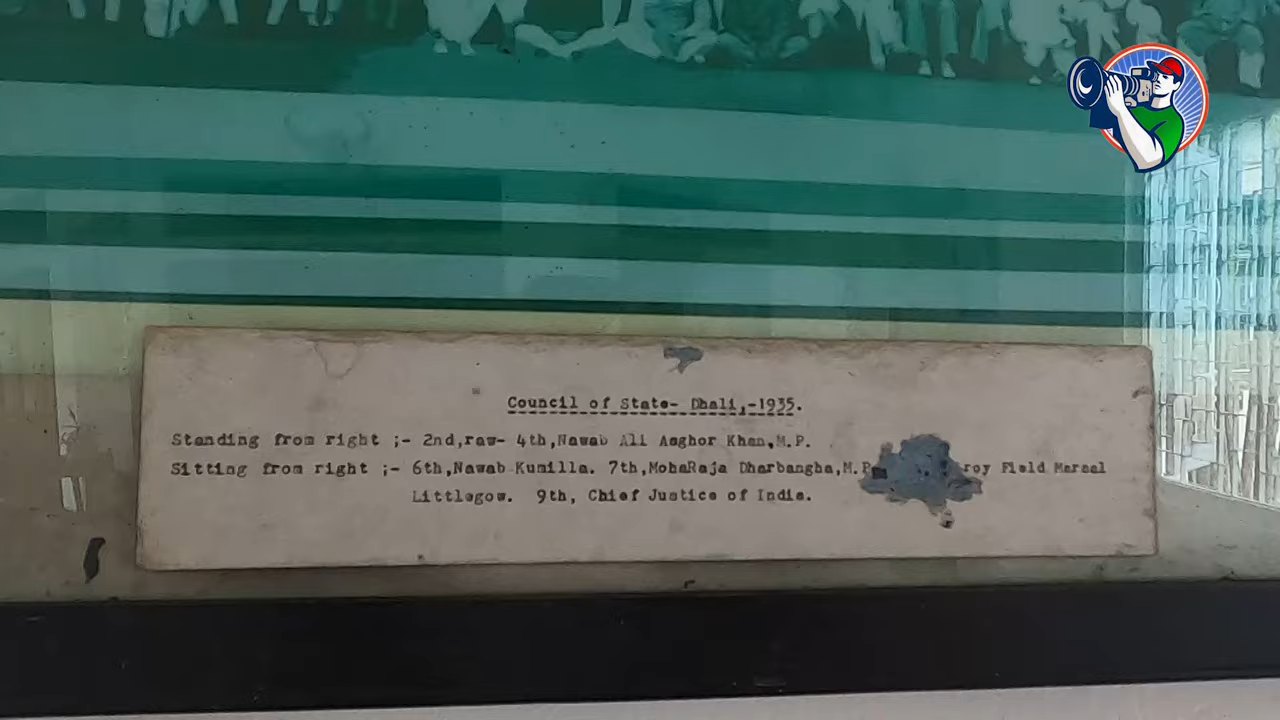 Council of State- Dhali,-1935.
Standing from right ;- 2nd,raw- 4th,Nawab Ali Asghor Khan,M.P.
Sitting from right ;- 6th,Nawab Kumilla. 7th,MohaRaja Dharbangha,M.P roy Field Marsal
Littlegow. 9th, Chief Justice of India.